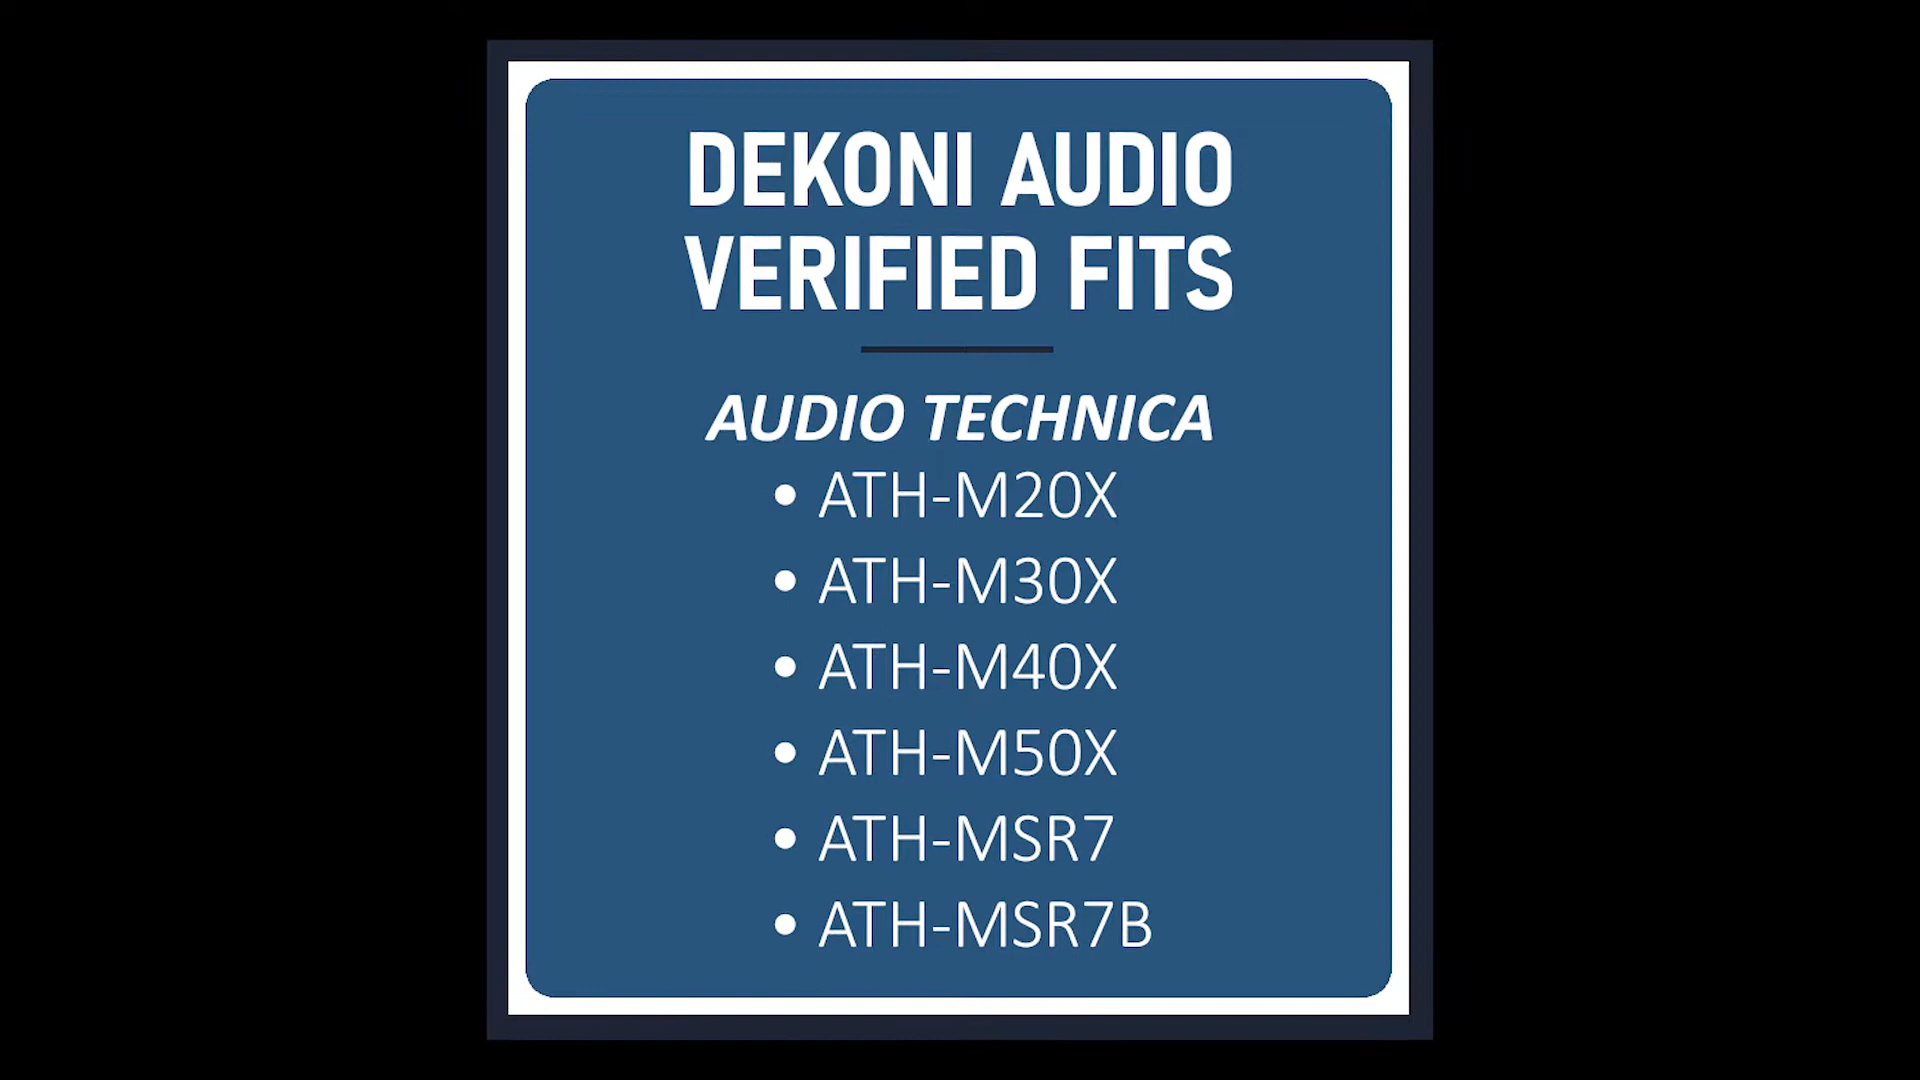 DEKONI AUDIO
VERIFIED FITS
AUDIO TECHNICA
• ATH-M20X
• ATH-M30X
• ATH-M40X
• ATH-M50X
• ATH-MSR7
• ATH-MSR7B